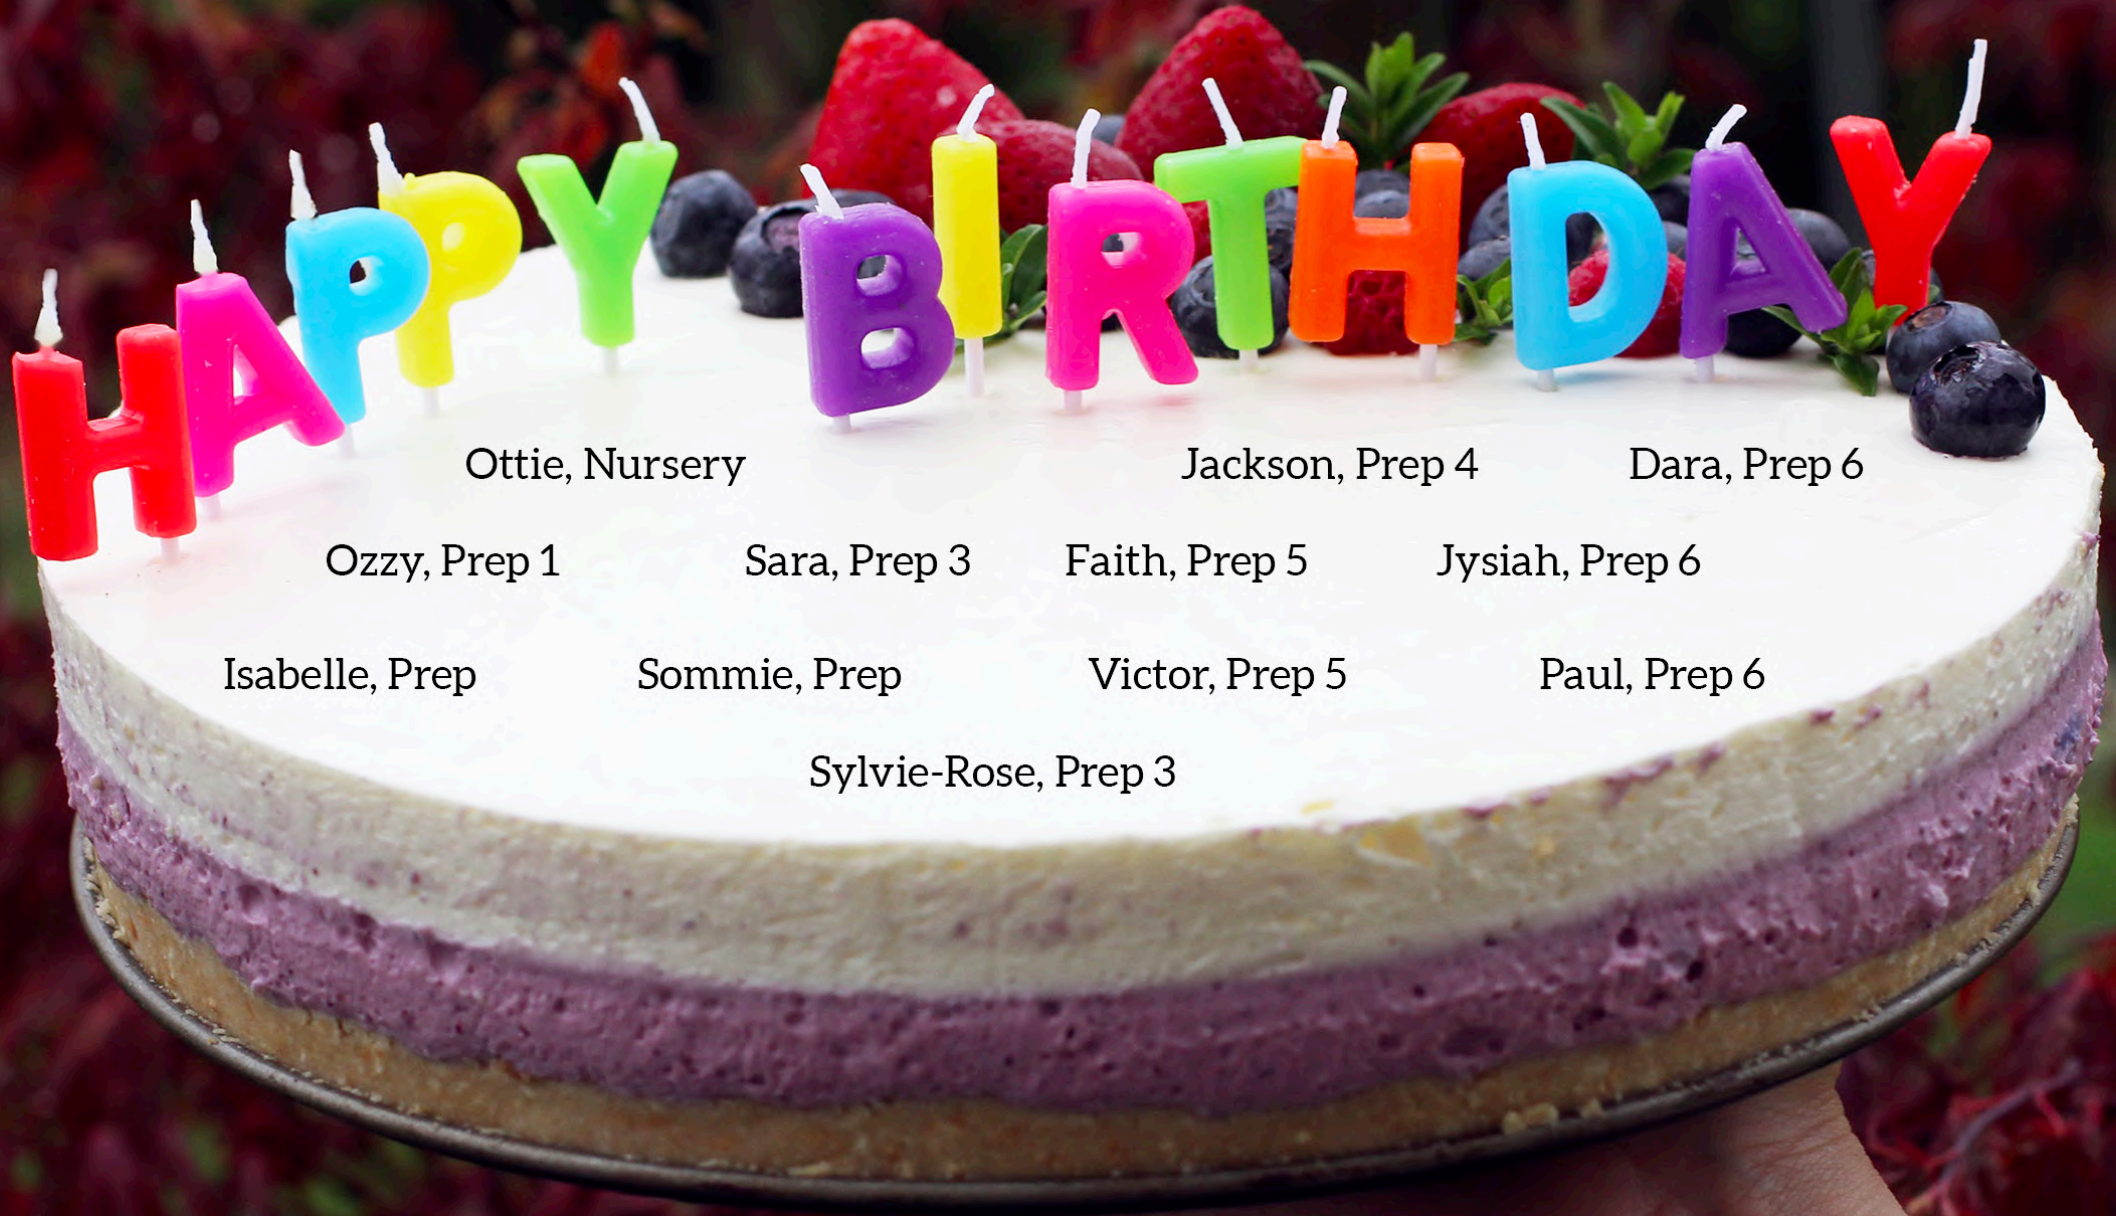 HAPPY BIRTHDAY
Ottie, Nursery
Jackson, Prep 4
Dara, Prep 6
Ozzy, Prep 1
Sara, Prep 3
Faith, Prep 5
Jysiah, Prep 6
Isabelle, Prep
Sommie, Prep
Victor, Prep 5
Paul, Prep 6
Sylvie-Rose, Prep 3